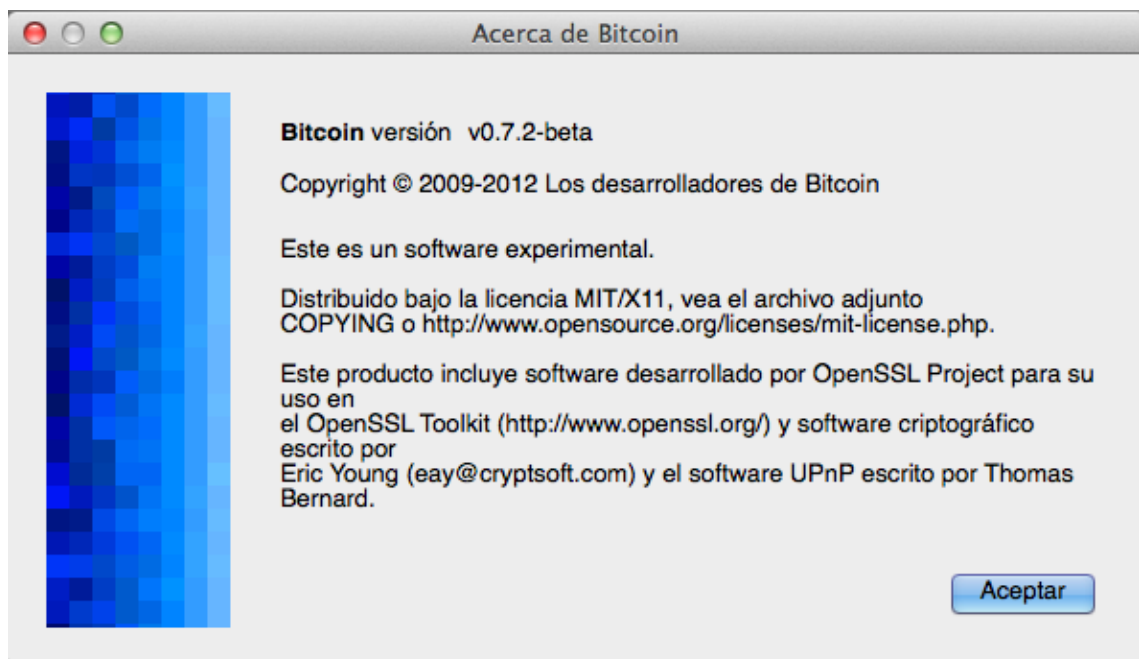 Acerca de Bitcoin
Bitcoin versión v0.7.2-beta
Copyright © 2009-2012 Los desarrolladores de Bitcoin
Este es un software experimental.
Distribuido bajo la licencia MIT/X11, vea el archivo adjunto
COPYING o http://www.opensource.org/licenses/mit-license.php.
Este producto incluye software desarrollado por OpenSSL Project para su
uso en
el OpenSSL Toolkit (http://www.openssl.org/) y software criptográfico
escrito por
Eric Young (eay@cryptsoft.com) y el software UPnP escrito por Thomas
Bernard.
Aceptar